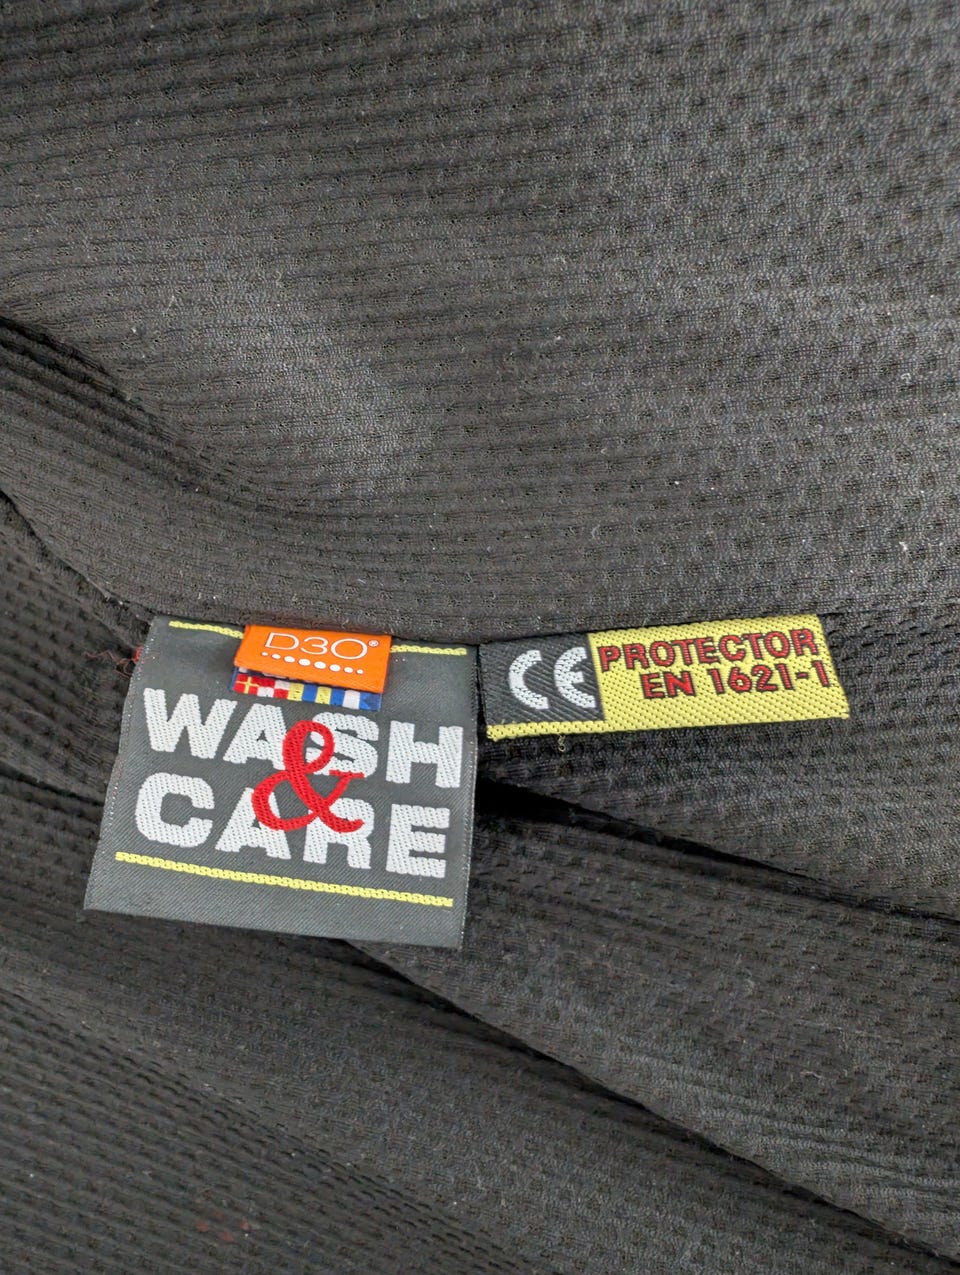 D3O®
WASH
&
CARE
CE PROTECTOR
EN 1621-1